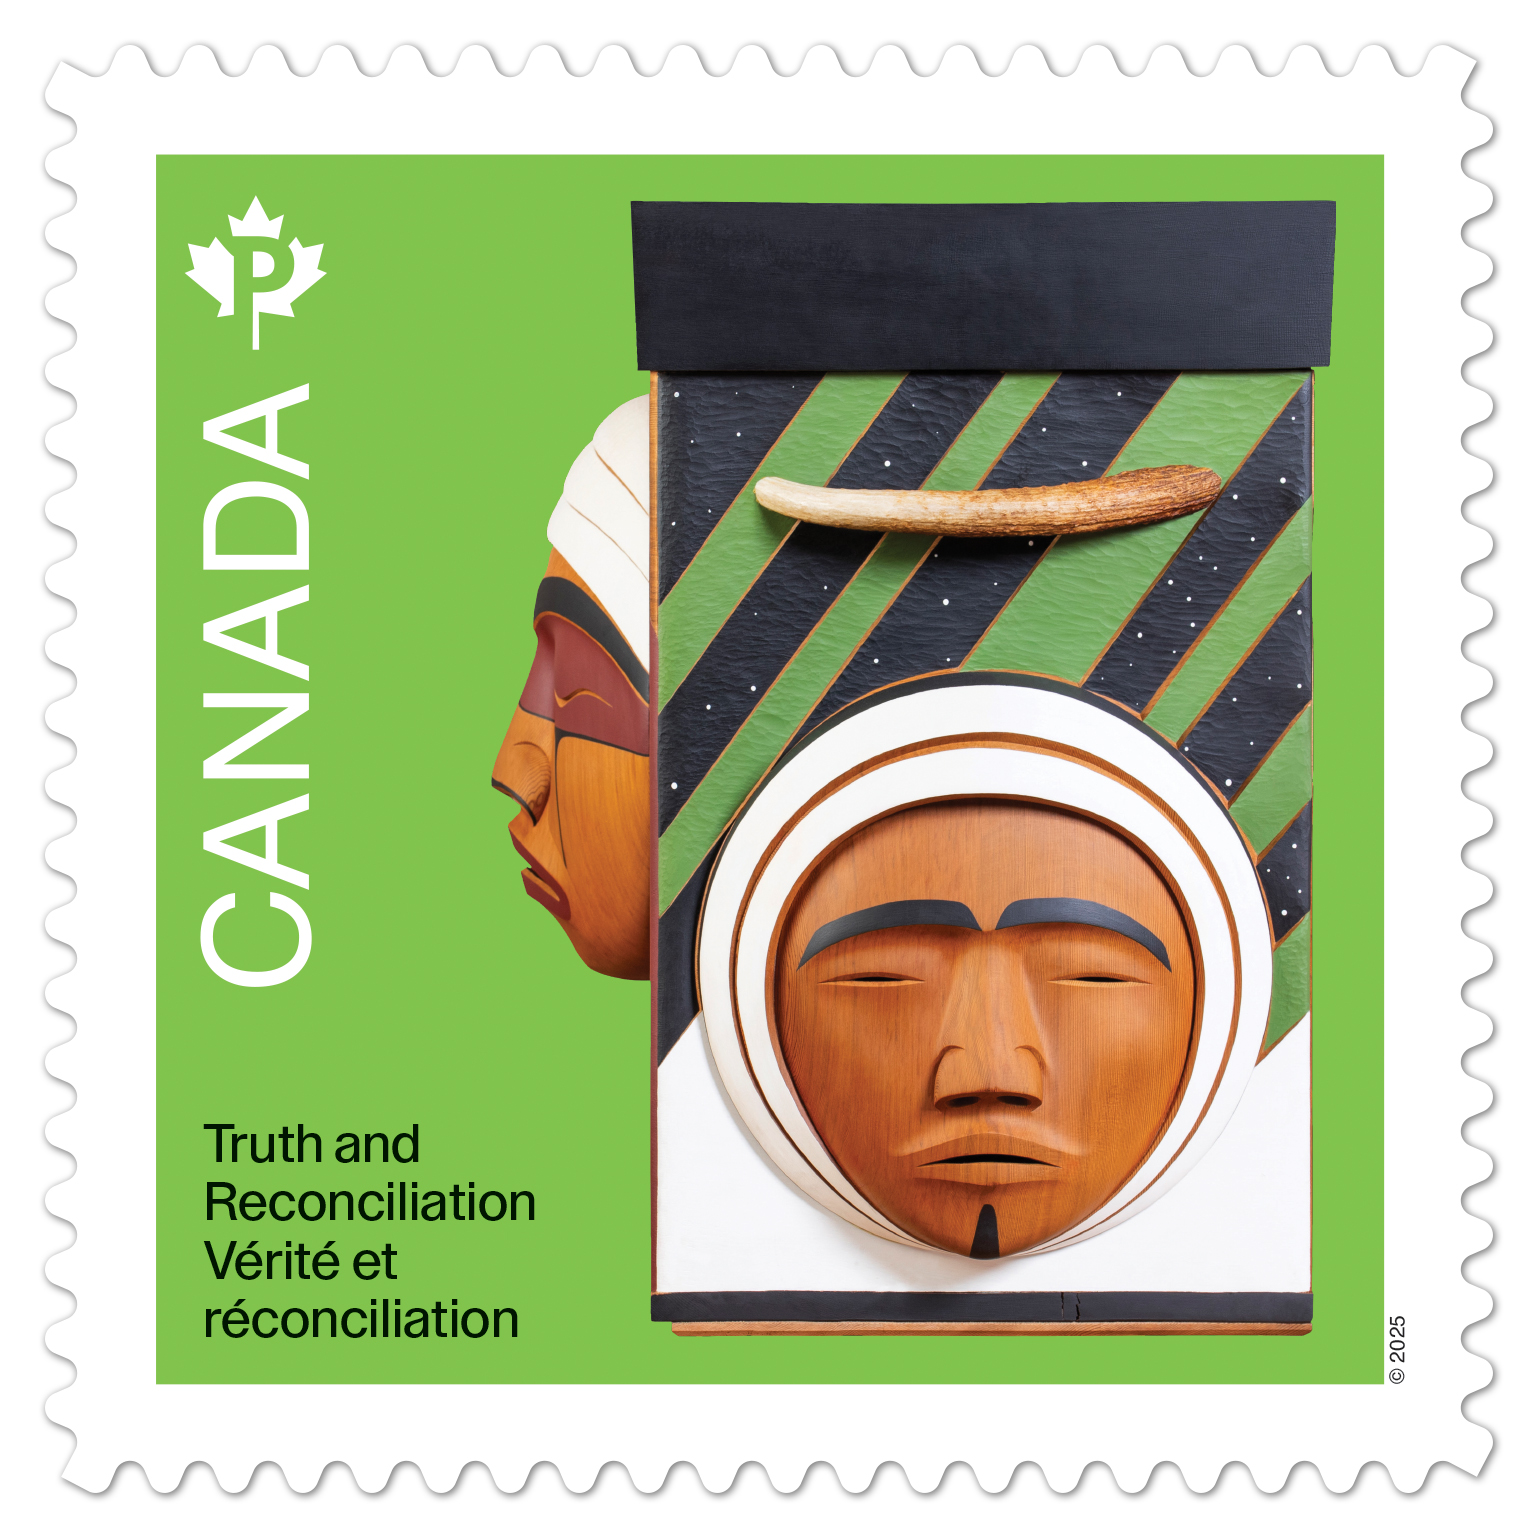 P
CANADA
Truth and
Reconciliation
Vérité et
réconciliation
© 2025